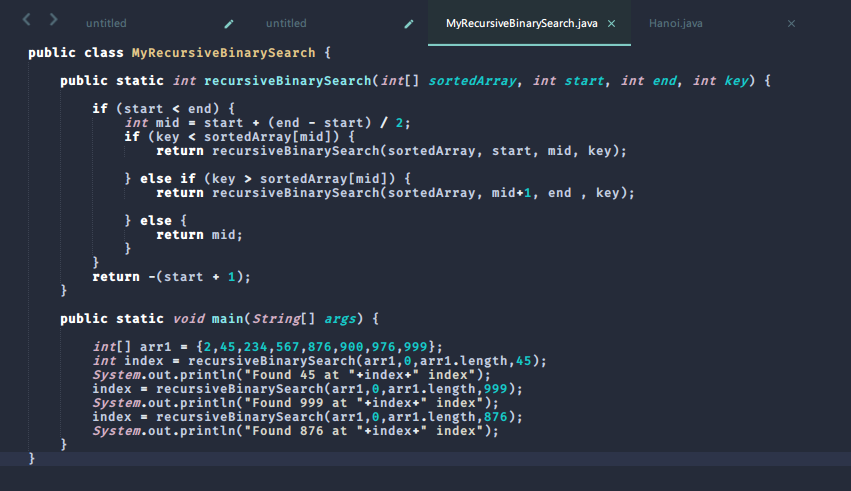 untitled untitled MyRecursiveBinarySearch.java × Hanoi.java ×
public class MyRecursiveBinarySearch {
    public static int recursiveBinarySearch(int[] sortedArray, int start, int end, int key) {
        if (start < end) {
            int mid = start + (end - start) / 2;
            if (key < sortedArray[mid]) {
                return recursiveBinarySearch(sortedArray, start, mid, key);
            } else if (key > sortedArray[mid]) {
                return recursiveBinarySearch(sortedArray, mid+1, end , key);
            } else {
                return mid;
            }
        }
        return -(start + 1);
    }
    public static void main(String[] args) {
        int[] arr1 = {2,45,234,567,876,900,976,999};
        int index = recursiveBinarySearch(arr1,0,arr1.length,45);
        System.out.println("Found 45 at "+index+" index");
        index = recursiveBinarySearch(arr1,0,arr1.length,999);
        System.out.println("Found 999 at "+index+" index");
        index = recursiveBinarySearch(arr1,0,arr1.length,876);
        System.out.println("Found 876 at "+index+" index");
    }
}